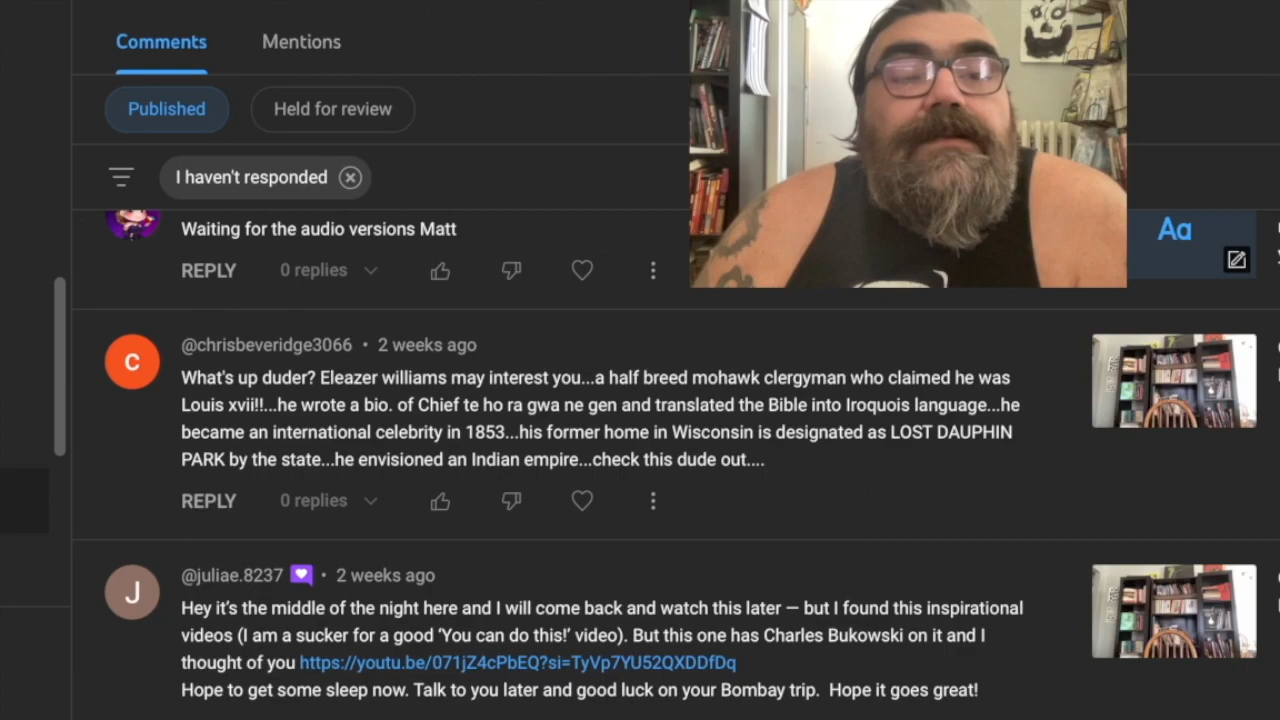 Comments
Mentions
Published
Held for review
I haven't responded
Waiting for the audio versions Matt
REPLY
0 replies
Aa
@chrisbeveridge3066 • 2 weeks ago
What's up duder? Eleazer williams may interest you...a half breed mohawk clergyman who claimed he was
Louis xvii!!...he wrote a bio. of Chief te ho ra gwa ne gen and translated the Bible into Iroquois language...he
became an international celebrity in 1853...his former home in Wisconsin is designated as LOST DAUPHIN
PARK by the state...he envisioned an Indian empire...check this dude out....
REPLY
0 replies
C
J
@juliae.8237 • 2 weeks ago
Hey it's the middle of the night here and I will come back and watch this later — but I found this inspirational
videos (I am a sucker for a good ‘You can do this!’ video). But this one has Charles Bukowski on it and I
thought of you https://youtu.be/071jZ4cPbEQ?si=TyVp7YU52QXDDfDq
Hope to get some sleep now. Talk to you later and good luck on your Bombay trip.  Hope it goes great!